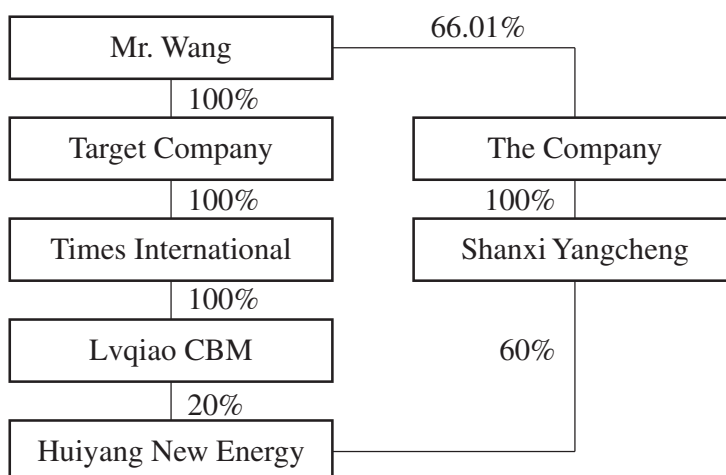 66.01%
Mr. Wang
100%
Target Company
The Company
100%
100%
Times International
Shanxi Yangcheng
100%
Lvqiao CBM
60%
20%
Huiyang New Energy